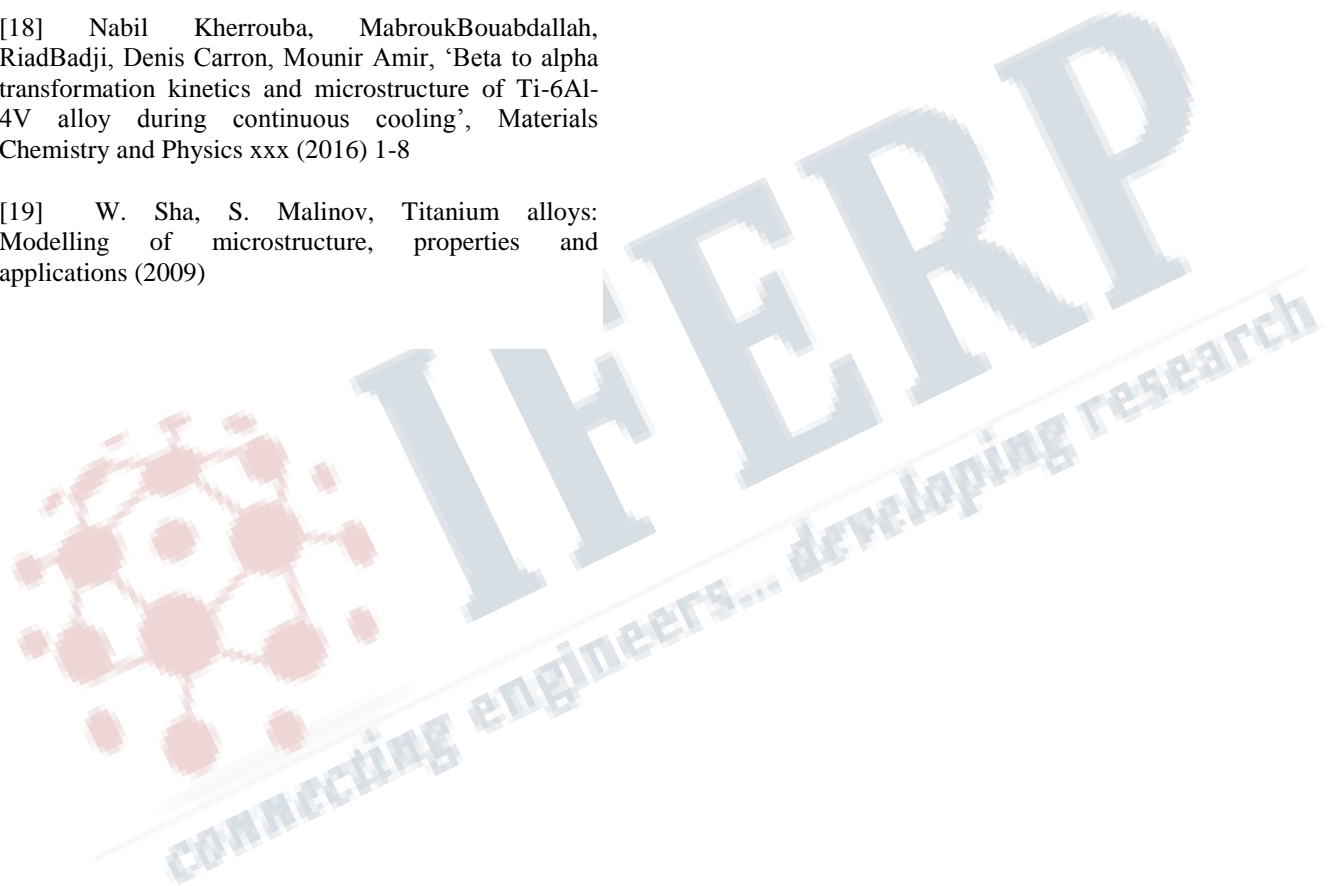 [18] Nabil Kherrouba, MabroukBouabdallah,
RiadBadji, Denis Carron, Mounir Amir, ‘Beta to alpha
transformation kinetics and microstructure of Ti-6Al-
4V alloy during continuous cooling’, Materials
Chemistry and Physics xxx (2016) 1-8
[19] W. Sha, S. Malinov, Titanium alloys:
Modelling of microstructure, properties and
applications (2009)
IFERP
connecting engineers... developing research